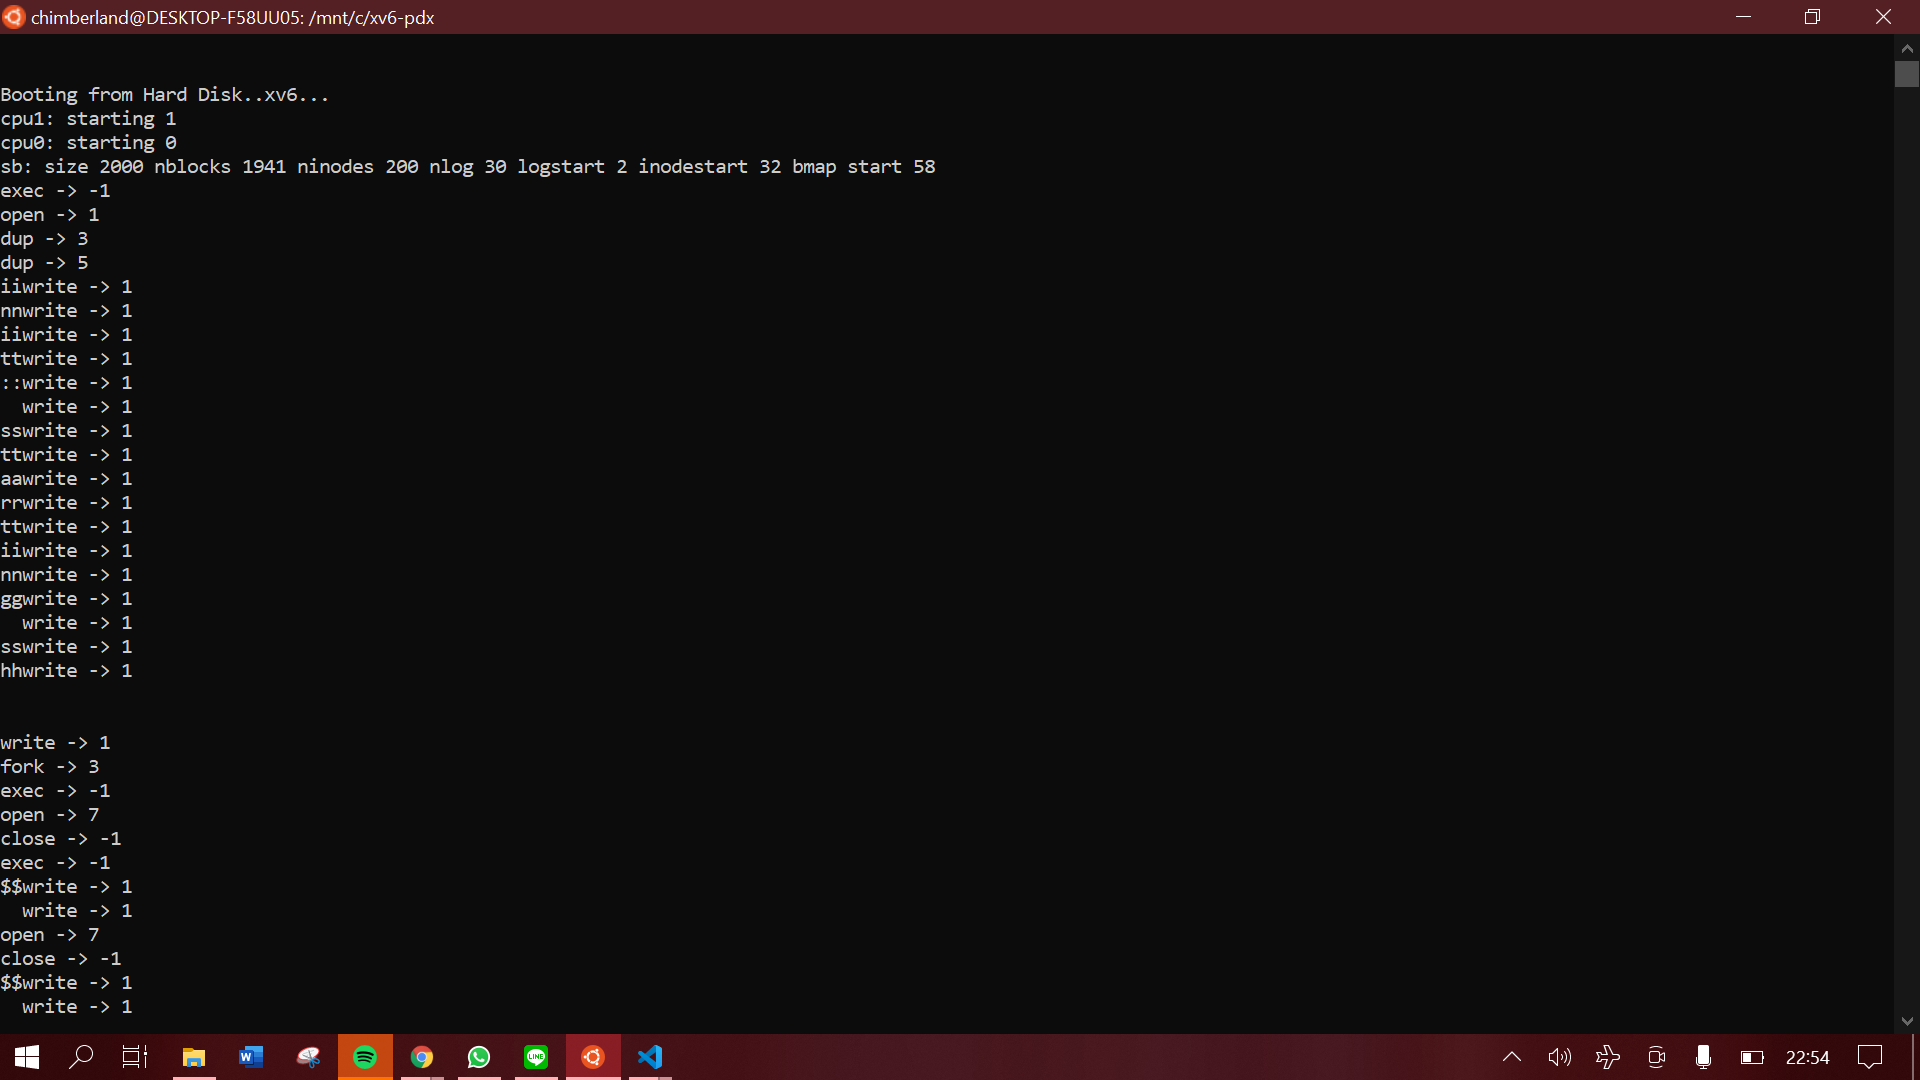 chimberland@DESKTOP-F58UU05: /mnt/c/xv6-pdx
Booting from Hard Disk..xv6...
cpu1: starting 1
cpu0: starting 0
sb: size 2000 nblocks 1941 ninodes 200 nlog 30 logstart 2 inodestart 32 bmap start 58
exec -> -1
open -> 1
dup -> 3
dup -> 5
iiwrite -> 1
nnwrite -> 1
iiwrite -> 1
ttwrite -> 1
::write -> 1
  write -> 1
sswrite -> 1
ttwrite -> 1
aawrite -> 1
rrwrite -> 1
ttwrite -> 1
iiwrite -> 1
nnwrite -> 1
ggwrite -> 1
  write -> 1
sswrite -> 1
hhwrite -> 1
write -> 1
fork -> 3
exec -> -1
open -> 7
close -> -1
exec -> -1
$$write -> 1
  write -> 1
open -> 7
close -> -1
$$write -> 1
  write -> 1
W
LINE
22:54